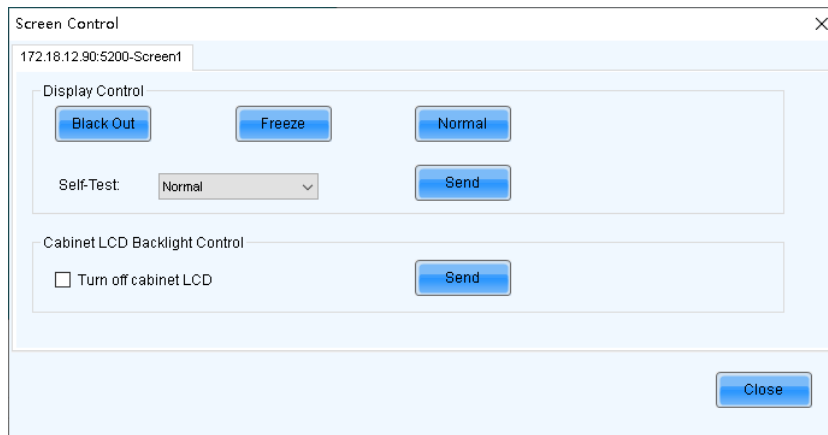 Screen Control
172.18.12.90:5200-Screen1
Display Control
Black Out Freeze Normal
Self-Test: Normal Send
Cabinet LCD Backlight Control
Turn off cabinet LCD Send
Close